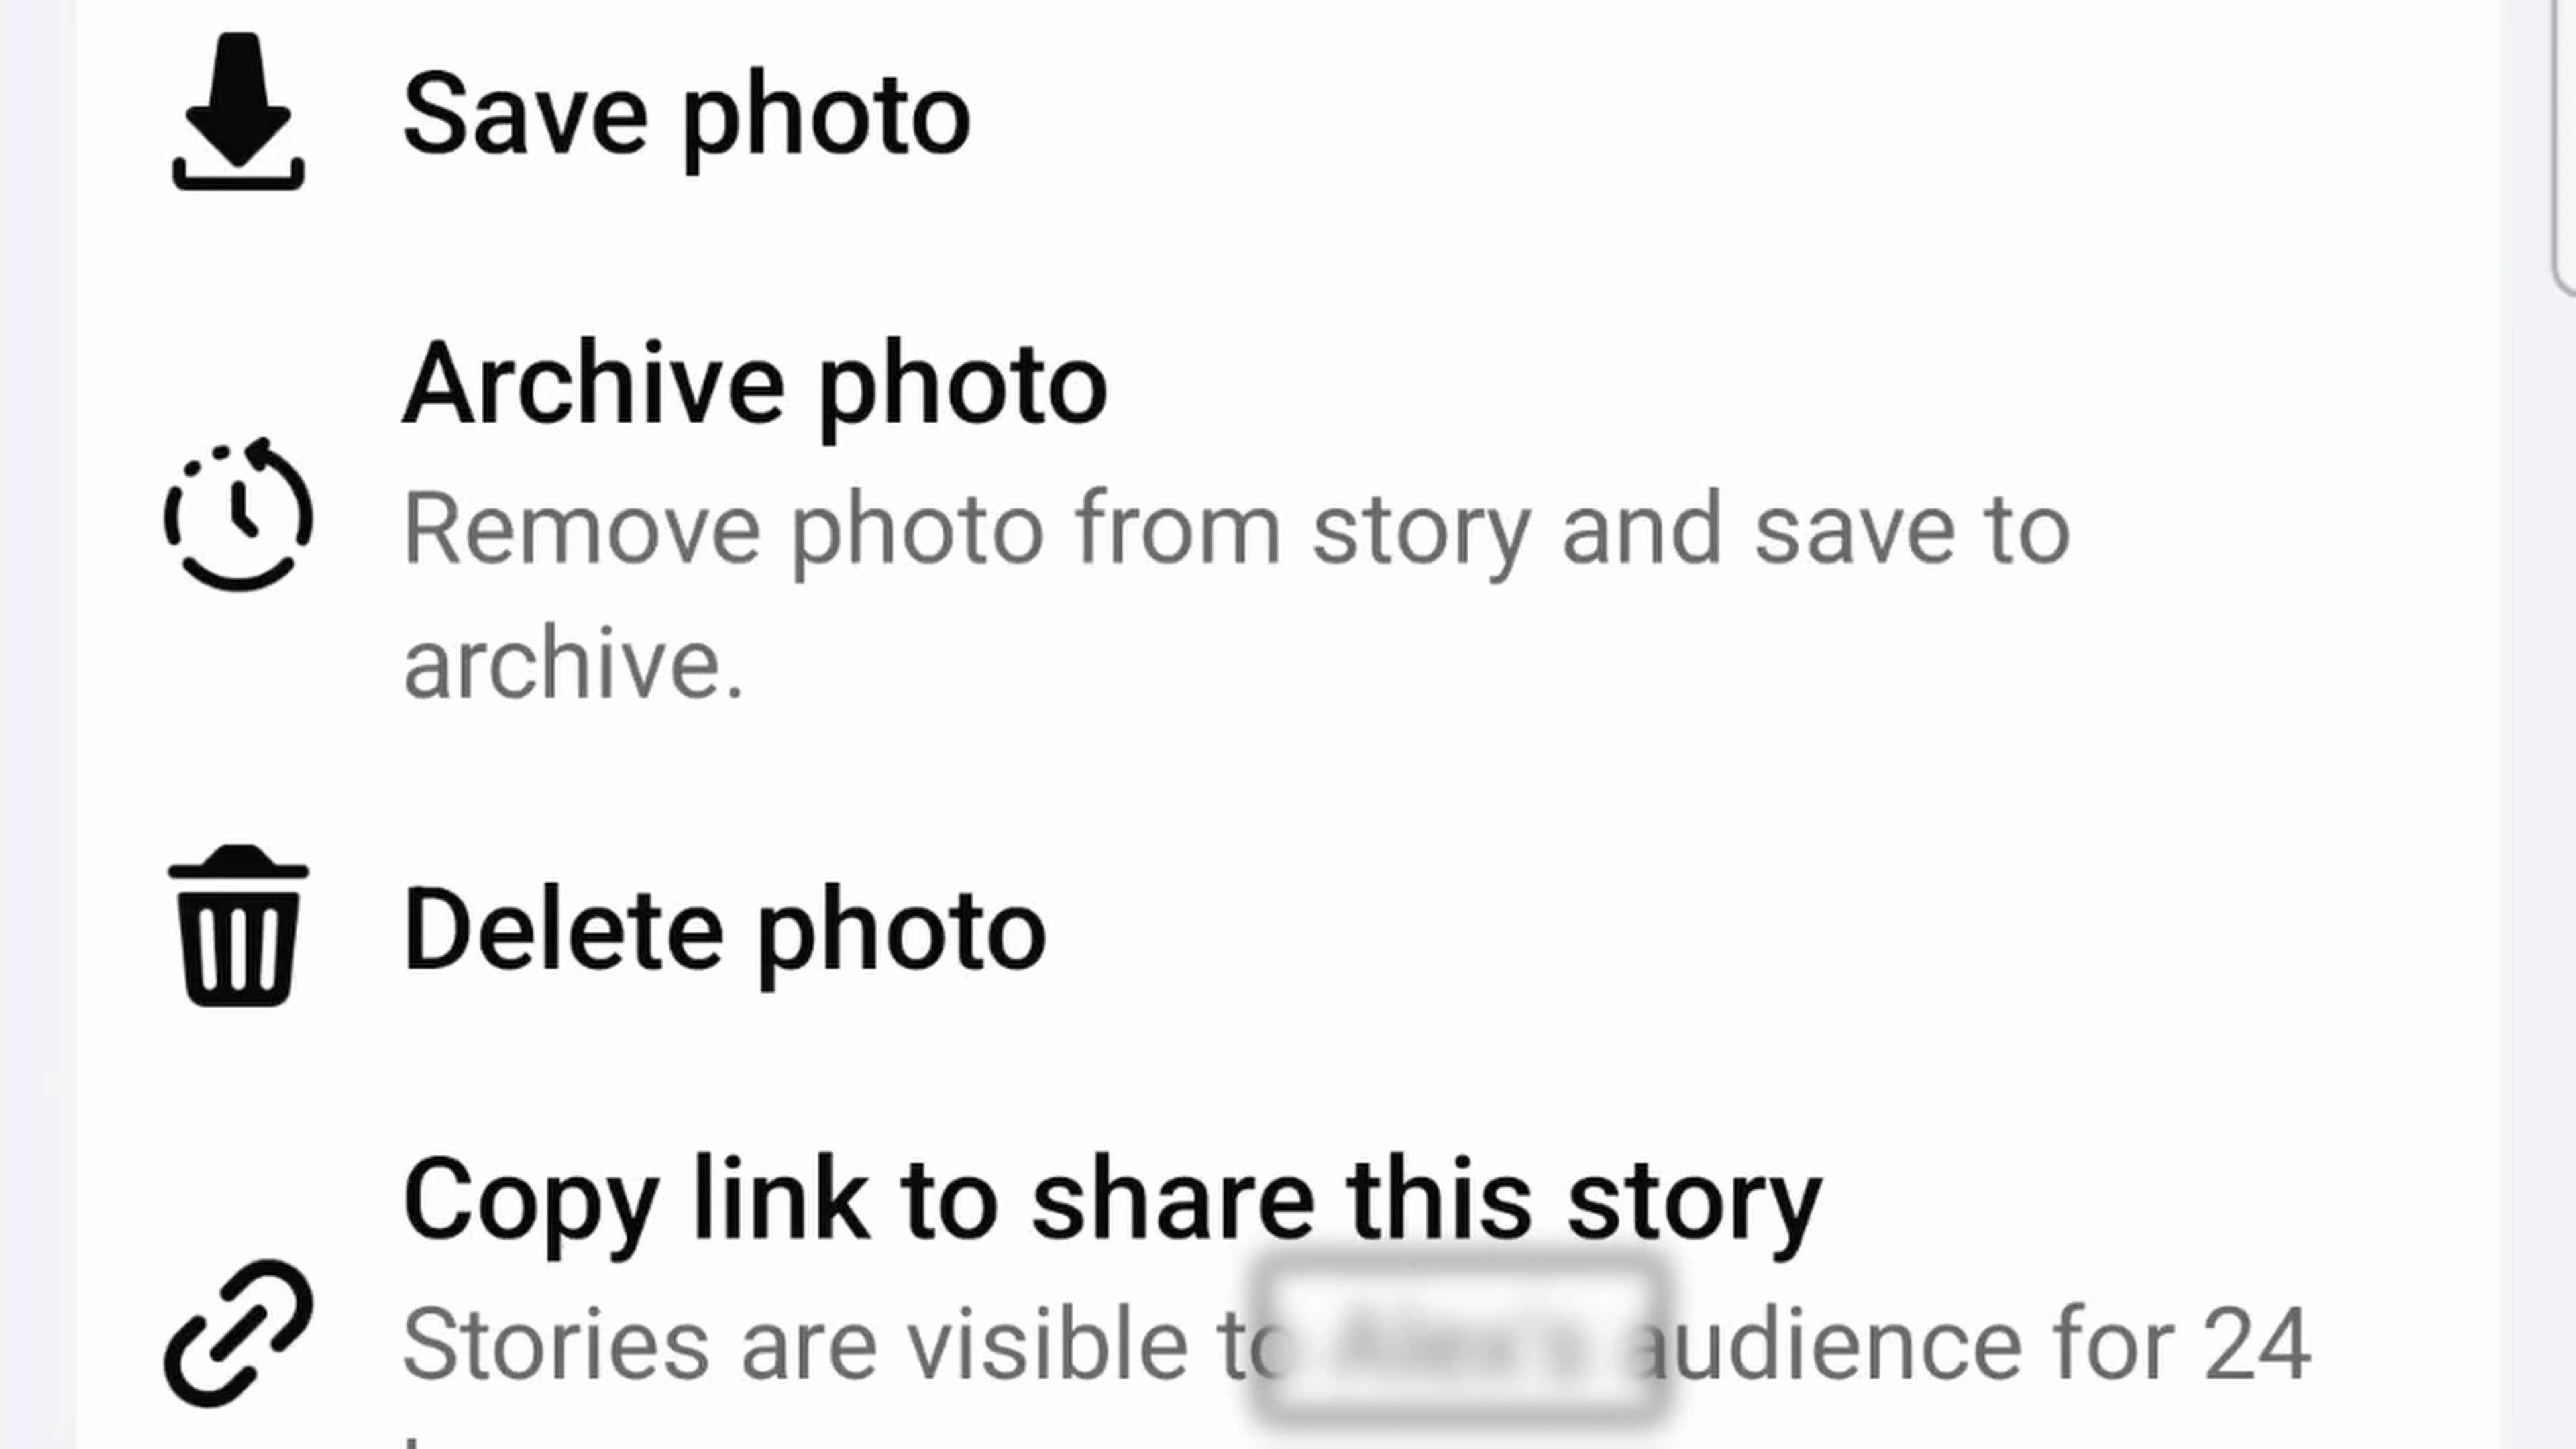 Save photo
Archive photo
Remove photo from story and save to
archive.
Delete photo
Copy link to share this story
Stories are visible to audience for 24